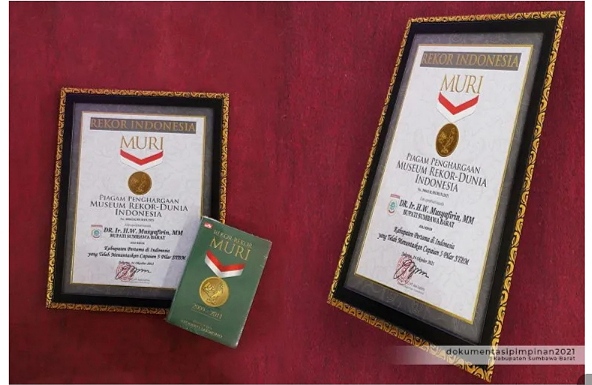 REKOR INDONESIA
MURI
PIAGAM PENGHARGAAN
MUSEUM REKOR-DUNIA
INDONESIA
DR. Ir. H.W. Musyafirin, MM
BUPATI SUMBAWA BARAT
Kabupaten Pertama di Indonesia
yang Telah Menuntaskan Capaian 5 Pilar STBM
MURI
REKOR INDONESIA
MURI
PIAGAM PENGHARGAAN
MUSEUM REKOR-DUNIA
INDONESIA
DR. Ir. H.W. Musyafirin, MM
BUPATI SUMBAWA BARAT
Kabupaten Pertama di Indonesia
yang Telah Menuntaskan Capaian 5 Pilar STBM
dokumentasipimpinan2021
Kabupaten Sumbawa Barat